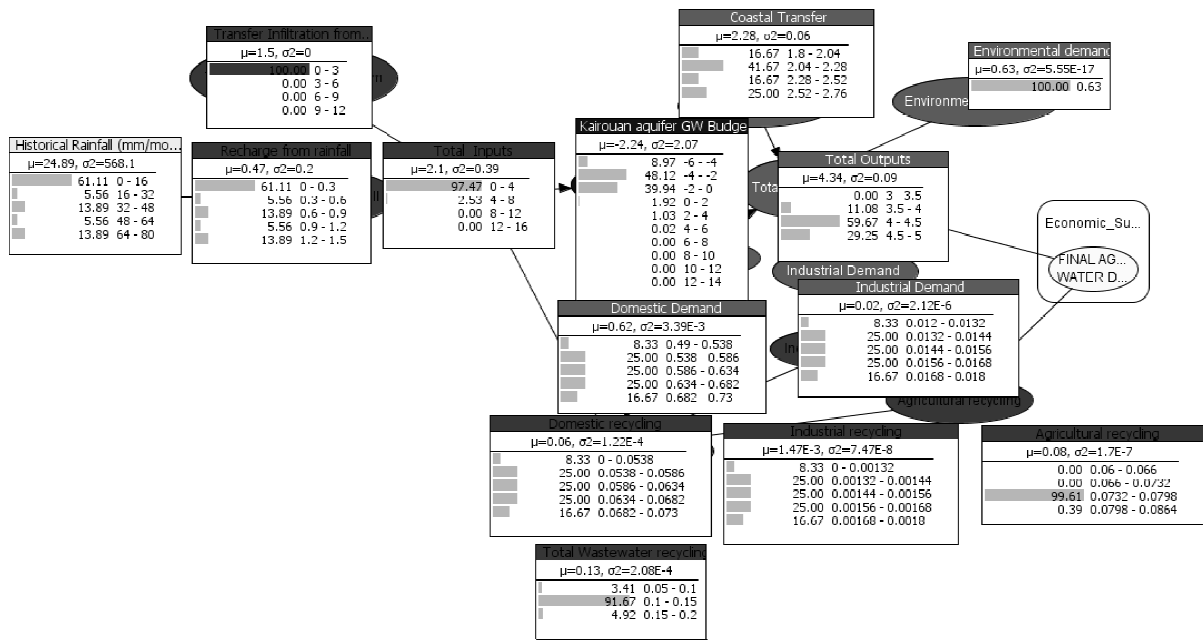 Transfer Infiltration from...
μ=1.5, σ2=0
100.00 0 - 3
0.00 3 - 6
0.00 6 - 9
0.00 9 - 12
Coastal Transfer
μ=2.28, σ2=0.06
16.67 1.8 - 2.04
41.67 2.04 - 2.28
16.67 2.28 - 2.52
25.00 2.52 - 2.76
Environmental demand
μ=0.63, σ2=5.55E-17
100.00 0.63
Environm
Historical Rainfall (mm/mo...
μ=24.89, σ2=568.1
61.11 0 - 16
5.56 16 - 32
13.89 32 - 48
5.56 48 - 64
13.89 64 - 80
Recharge from rainfall
μ=0.47, σ2=0.2
61.11 0 - 0.3
5.56 0.3 - 0.6
13.89 0.6 - 0.9
5.56 0.9 - 1.2
13.89 1.2 - 1.5
Total Inputs
μ=2.1, σ2=0.39
97.47 0 - 4
2.53 4 - 8
0.00 8 - 12
0.00 12 - 16
Kairouan aquifer GW Budge
μ=-2.24, σ2=2.07
8.97 -6 - -4
48.12 -4 - -2
39.94 -2 - 0
1.92 0 - 2
1.03 2 - 4
0.02 4 - 6
0.00 6 - 8
0.00 8 - 10
0.00 10 - 12
0.00 12 - 14
Tota
Total Outputs
μ=4.34, σ2=0.09
0.00 3 3.5
11.08 3.5 - 4
59.67 4 - 4.5
29.25 4.5 - 5
Economic_Su...
FINAL AG...
WATER D...
Industrial Demand
Domestic Demand
μ=0.62, σ2=3.39E-3
8.33 0.49 - 0.538
25.00 0.538 0.586
25.00 0.586 - 0.634
25.00 0.634 - 0.682
16.67 0.682 0.73
Industrial Demand
μ=0.02, σ2=2.12E-6
8.33 0.012 - 0.0132
25.00 0.0132 - 0.0144
25.00 0.0144 - 0.0156
25.00 0.0156 - 0.0168
16.67 0.0168 - 0.018
Agricultural recycling
Domestic recycling
μ=0.06, σ2=1.22E-4
8.33 0 - 0.0538
25.00 0.0538 - 0.0586
25.00 0.0586 - 0.0634
25.00 0.0634 - 0.0682
16.67 0.0682 - 0.073
Industrial recycling
μ=1.47E-3, σ2=7.47E-8
8.33 0 - 0.00132
25.00 0.00132 - 0.00144
25.00 0.00144 - 0.00156
25.00 0.00156 - 0.00168
16.67 0.00168 - 0.0018
Agricultural recycling
μ=0.08, σ2=1.7E-7
0.00 0.06 - 0.066
0.00 0.066 - 0.0732
99.61 0.0732 - 0.0798
0.39 0.0798 - 0.0864
Total Wastewater recycling
μ=0.13, σ2=2.08E-4
3.41 0.05 - 0.1
91.67 0.1 - 0.15
4.92 0.15 - 0.2